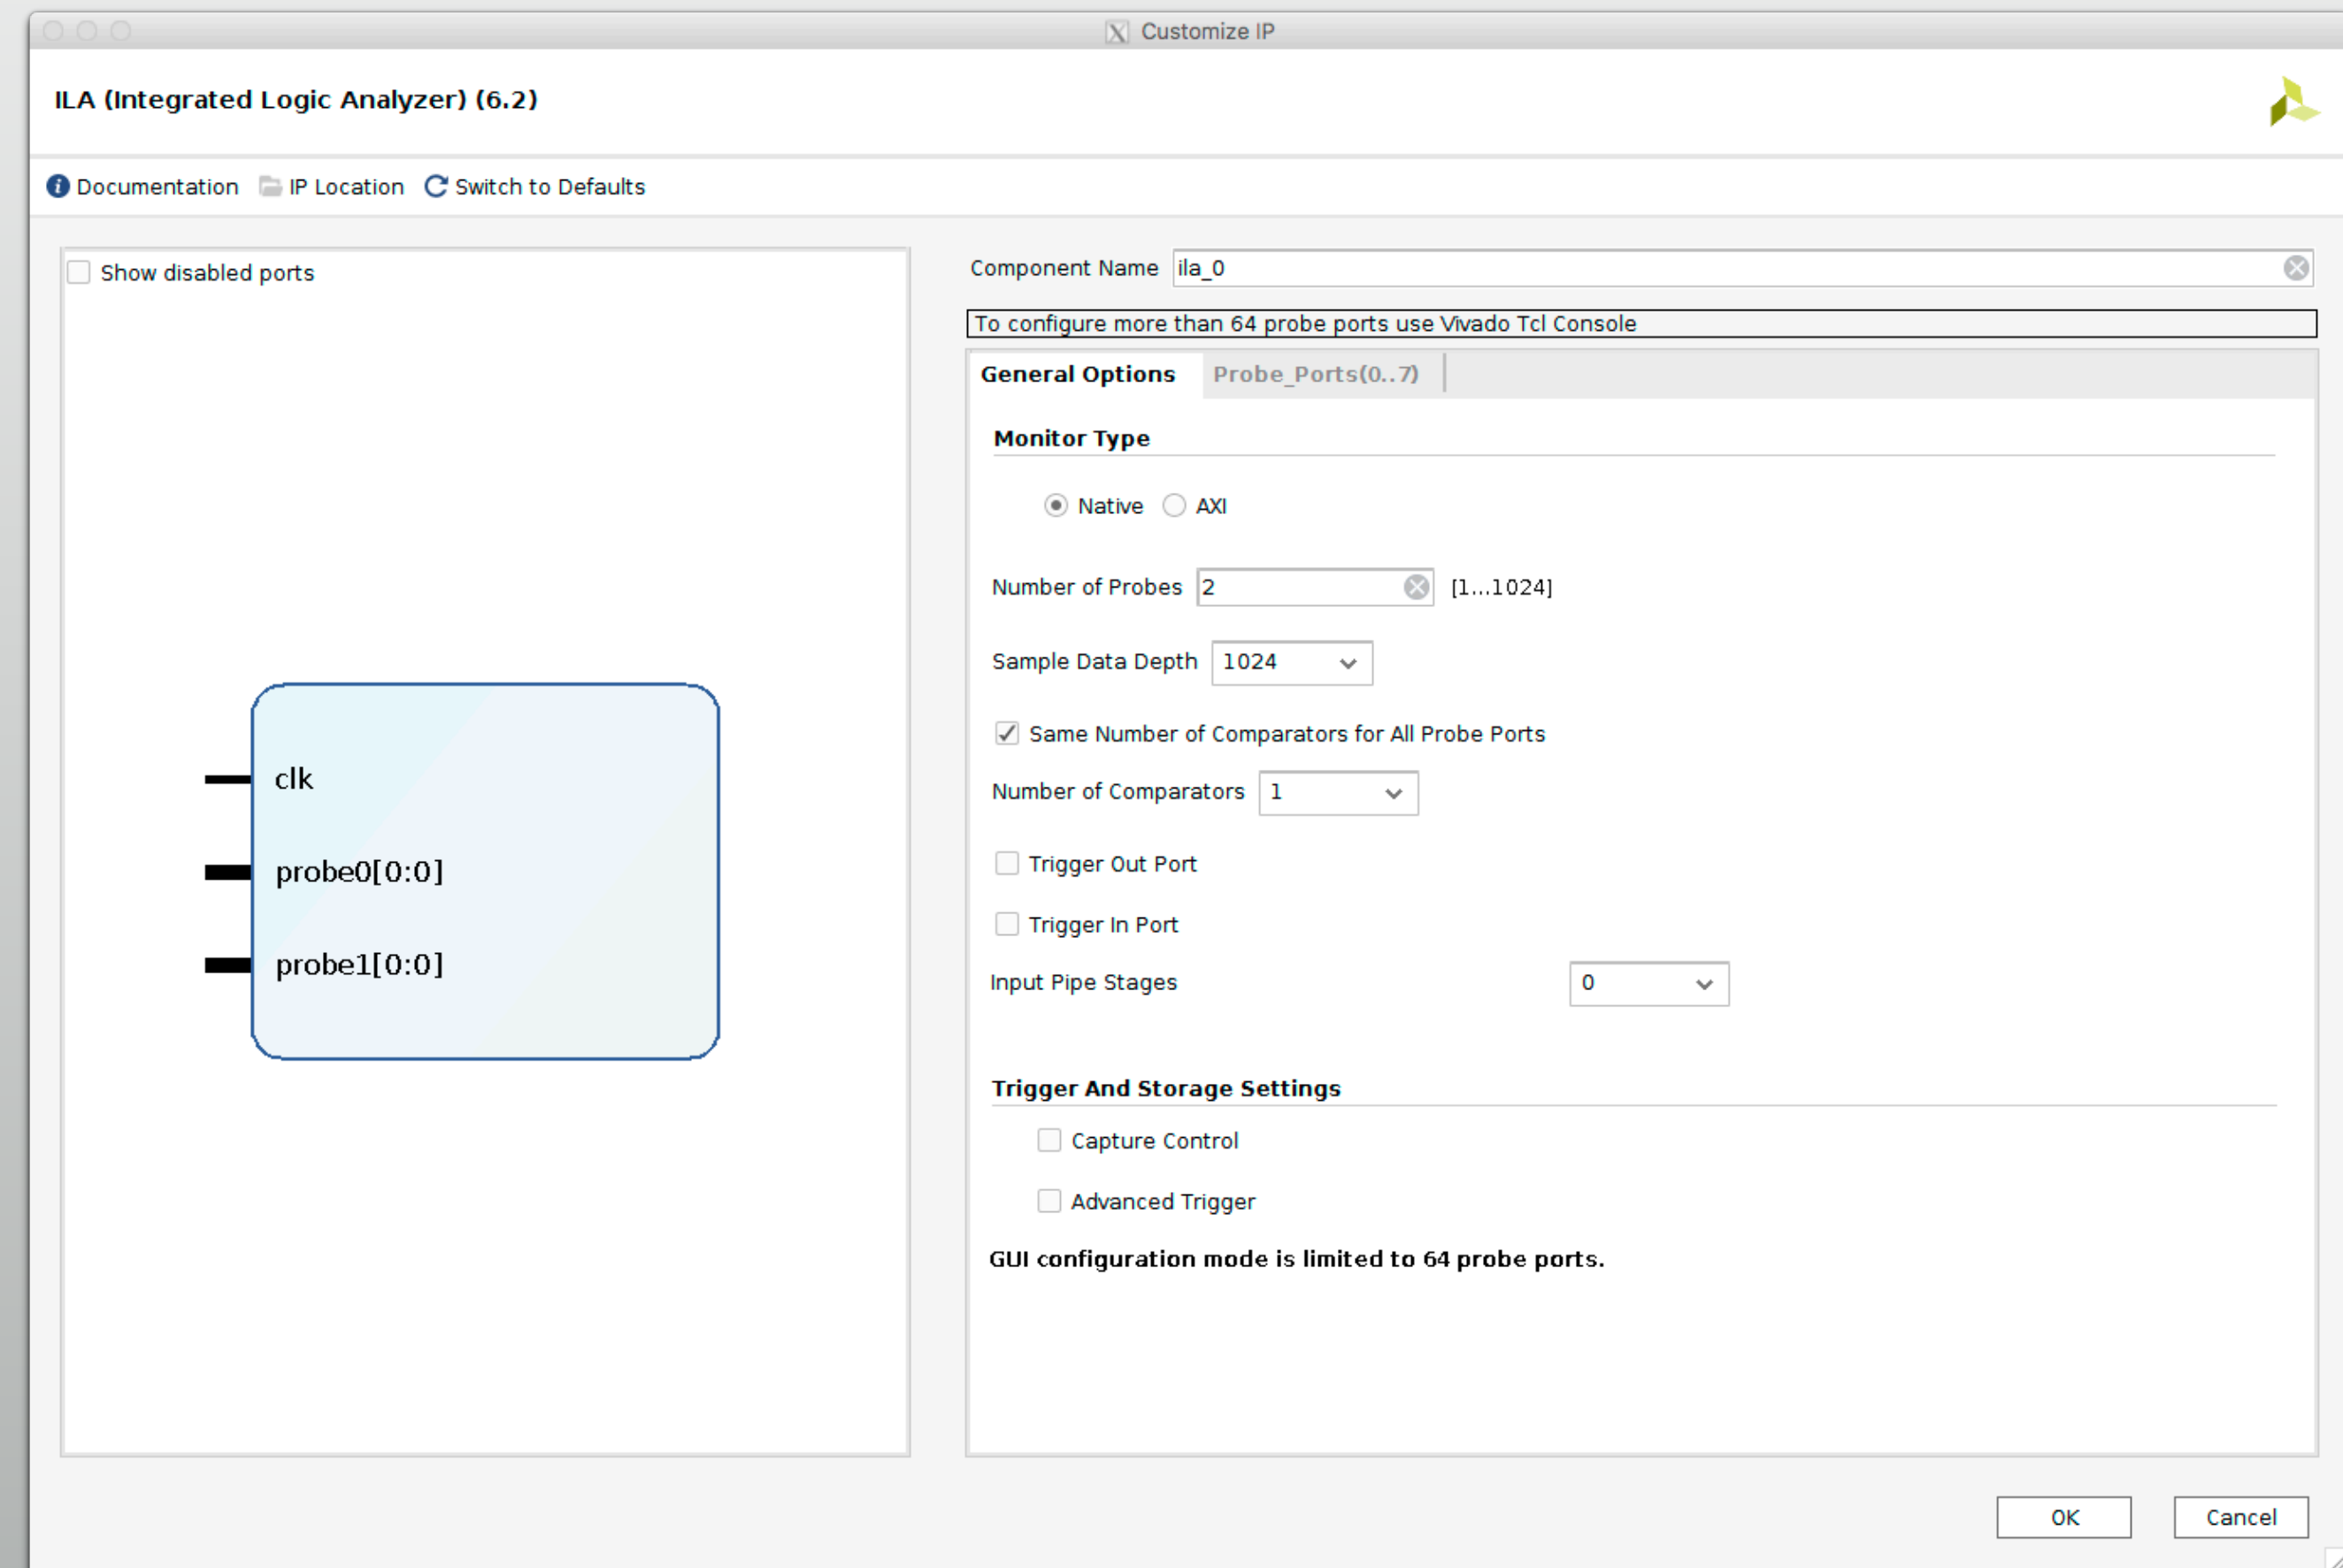 Customize IP
ILA (Integrated Logic Analyzer) (6.2)
Documentation IP Location Switch to Defaults
Show disabled ports
clk
probe0[0:0]
probe1[0:0]
Component Name ila_0
To configure more than 64 probe ports use Vivado Tcl Console
General Options Probe_Ports(0..7)
Monitor Type
Native AXI
Number of Probes 2 [1...1024]
Sample Data Depth 1024
Same Number of Comparators for All Probe Ports
Number of Comparators 1
Trigger Out Port
Trigger In Port
Input Pipe Stages 0
Trigger And Storage Settings
Capture Control
Advanced Trigger
GUI configuration mode is limited to 64 probe ports.
OK Cancel